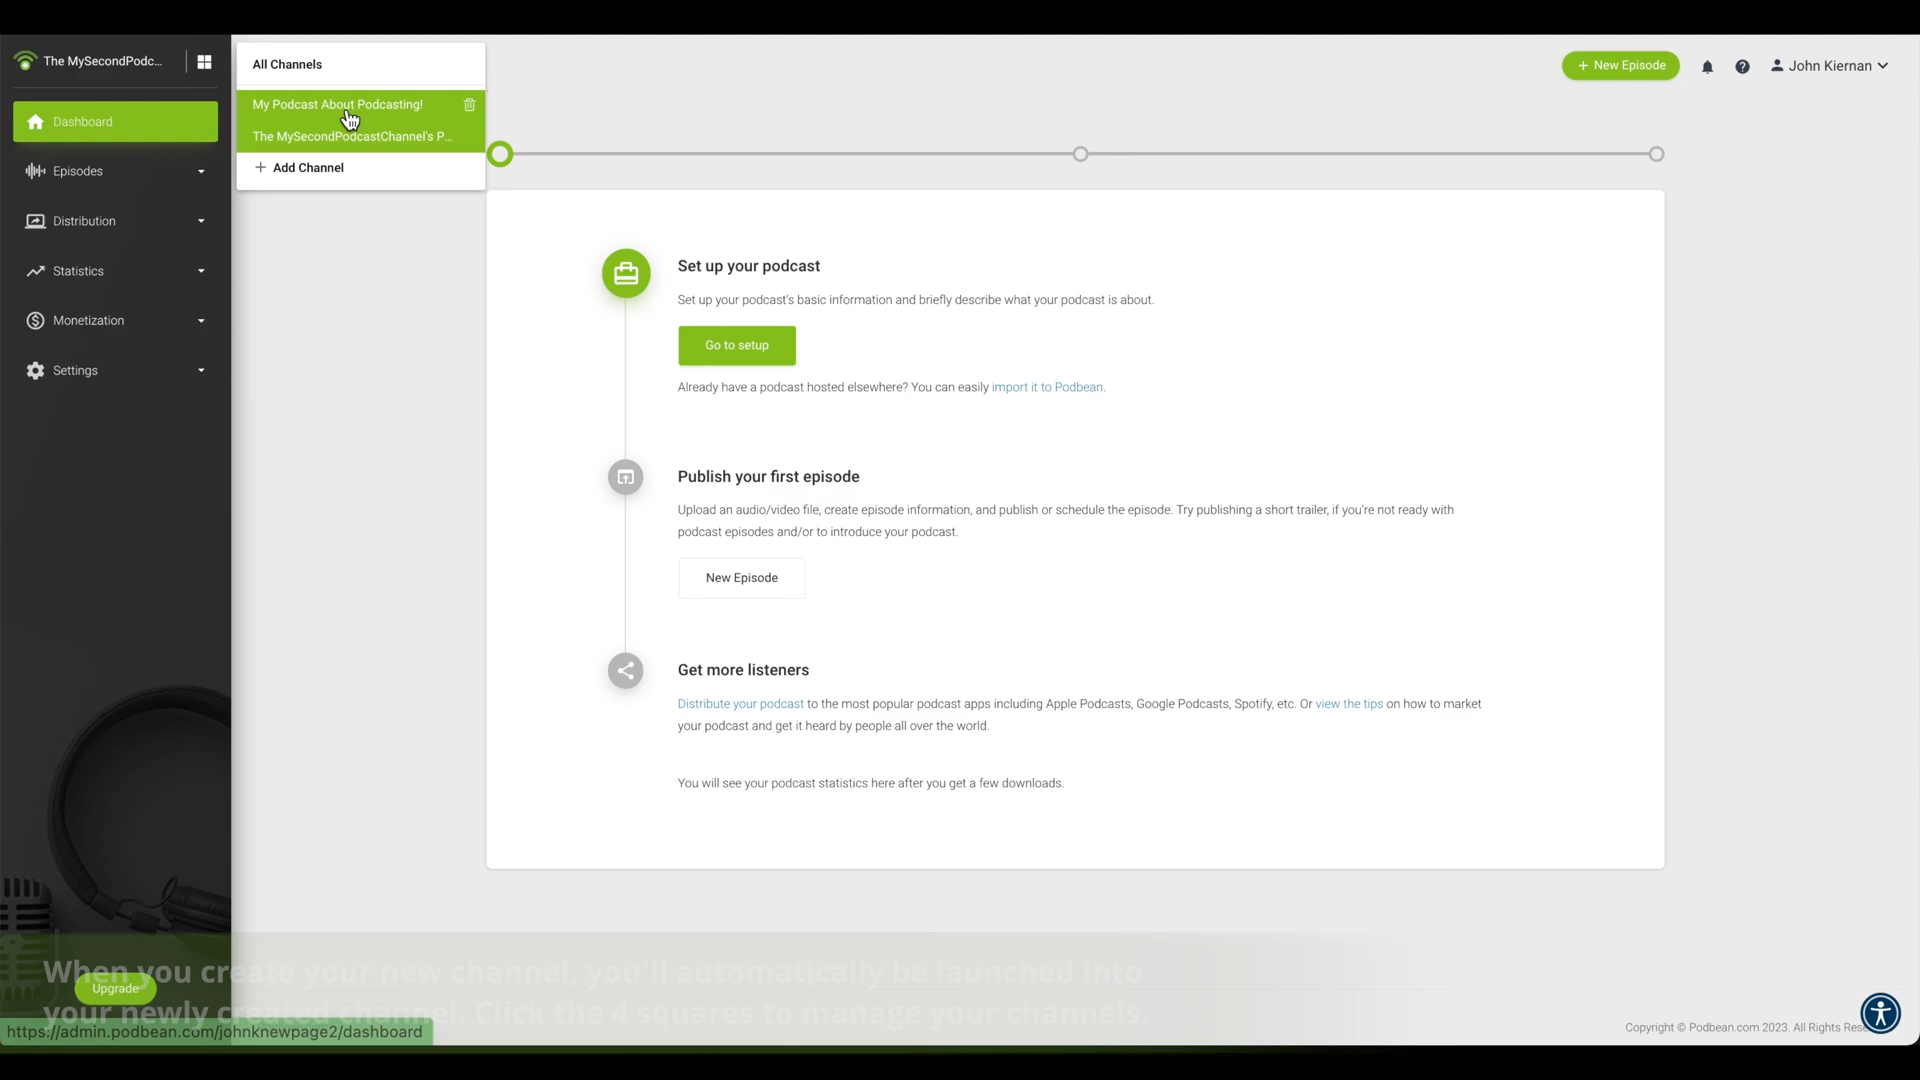 The MySecondPodc...
All Channels
+ New Episode
John Kiernan
My Podcast About Podcasting!
Dashboard
The MySecondPodcastChannel's P...
+ Add Channel
Episodes
Distribution
Statistics
Monetization
Settings
Set up your podcast
Set up your podcast's basic information and briefly describe what your podcast is about.
Go to setup
Already have a podcast hosted elsewhere? You can easily import it to Podbean.
Publish your first episode
Upload an audio/video file, create episode information, and publish or schedule the episode. Try publishing a short trailer, if you're not ready with
podcast episodes and/or to introduce your podcast.
New Episode
Get more listeners
Distribute your podcast to the most popular podcast apps including Apple Podcasts, Google Podcasts, Spotify, etc. Or view the tips on how to market
your podcast and get it heard by people all over the world.
You will see your podcast statistics here after you get a few downloads.
When you create your new channel, you'll automatically be launched into
Upgrade
your newly created channel. Click the 4 squares to manage your channels.
https://admin.podbean.com/johnknewpage2/dashboard
Copyright © Podbean.com 2023. All Rights Rese